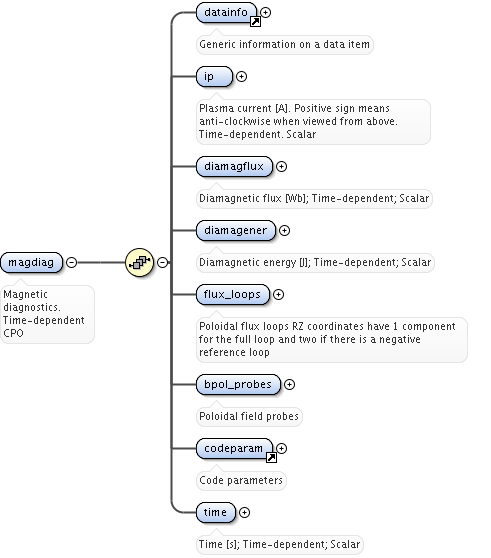 datainfo
Generic information on a data item
ip
Plasma current [A]. Positive sign means
anti-clockwise when viewed from above.
Time-dependent. Scalar
diamagflux
Diamagnetic flux [Wb]; Time-dependent; Scalar
diamagener
Diamagnetic energy [J]; Time-dependent; Scalar
magdiag
Magnetic
diagnostics.
Time-dependent
CPO
flux_loops
Poloidal flux loops RZ coordinates have 1 component
for the full loop and two if there is a negative
reference loop
bpol_probes
Poloidal field probes
codeparam
Code parameters
time
Time [s]; Time-dependent; Scalar